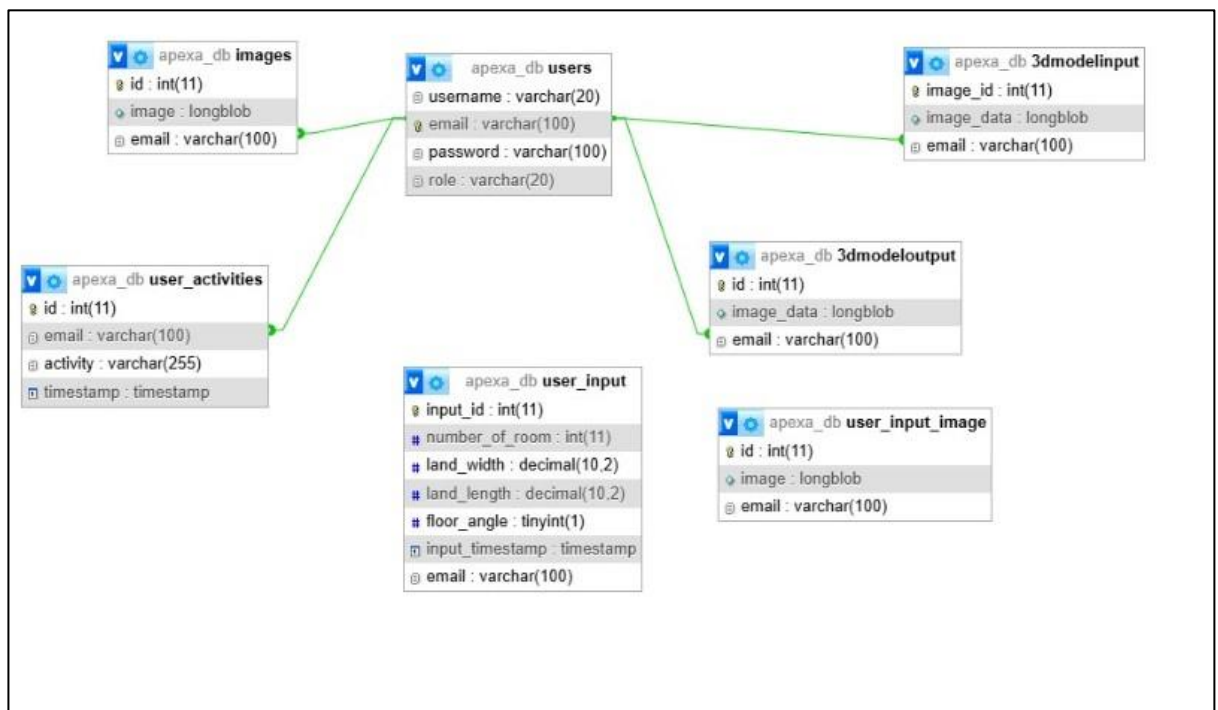 apexa_db images
id : int(11)
image : longblob
email : varchar(100)
apexa_db users
username : varchar(20)
email : varchar(100)
password : varchar(100)
role : varchar(20)
apexa_db 3dmodelinput
image_id : int(11)
image_data : longblob
email : varchar(100)
apexa_db user_activities
id : int(11)
email : varchar(100)
activity : varchar(255)
timestamp : timestamp
apexa_db 3dmodeloutput
id : int(11)
image_data : longblob
email : varchar(100)
apexa_db user_input
input_id : int(11)
# number_of_room : int(11)
# land_width : decimal(10,2)
# land_length : decimal(10,2)
# floor_angle : tinyint(1)
input_timestamp : timestamp
email : varchar(100)
apexa_db user_input_image
id : int(11)
image : longblob
email : varchar(100)